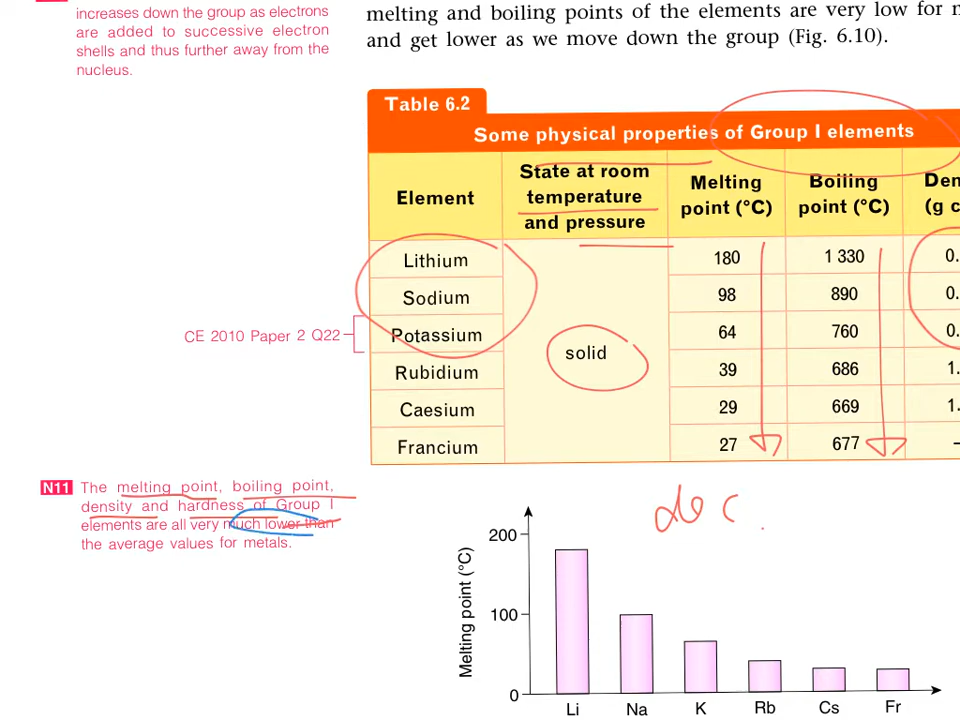 increases down the group as electrons
are added to successive electron
shells and thus further away from the
nucleus.
melting and boiling points of the elements are very low for
and get lower as we move down the group (Fig. 6.10).
Table 6.2
Some physical properties of Group I elements
Element State at room temperature and pressure Melting point (°C) Boiling point (°C) Den (g c
Lithium 180 1 330 0.
Sodium 98 890 0.
CE 2010 Paper 2 Q22 Potassium 64 760 0.
solid
Rubidium 39 686 1.
Caesium 29 669 1.
Francium 27 677 –
N11 The melting point, boiling point,
density and hardness of Group I
elements are all very much lower than
the average values for metals.
dec
Melting point (°C)
200
100
0
Li Na K Rb Cs Fr